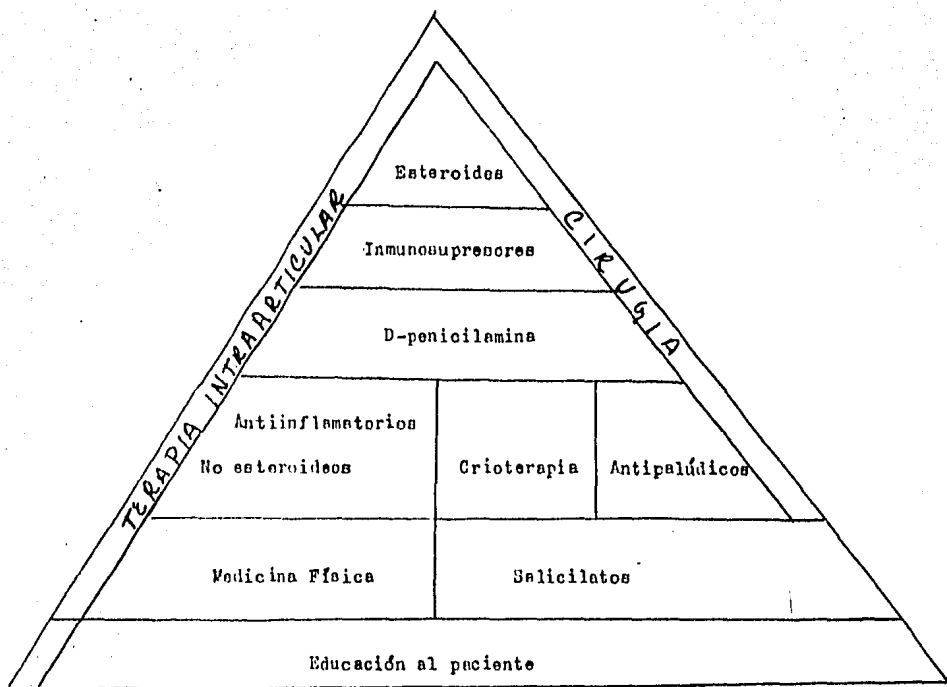 Esteroides
Inmunosupresores
D-penicilamina
Antiinflamatorios
No esteroideos
Crioterapia
Antipalúdicos
Medicina Física
Salicilatos
Educación al paciente
TERAPIA INTRAARTICULAR
CIRUGIA